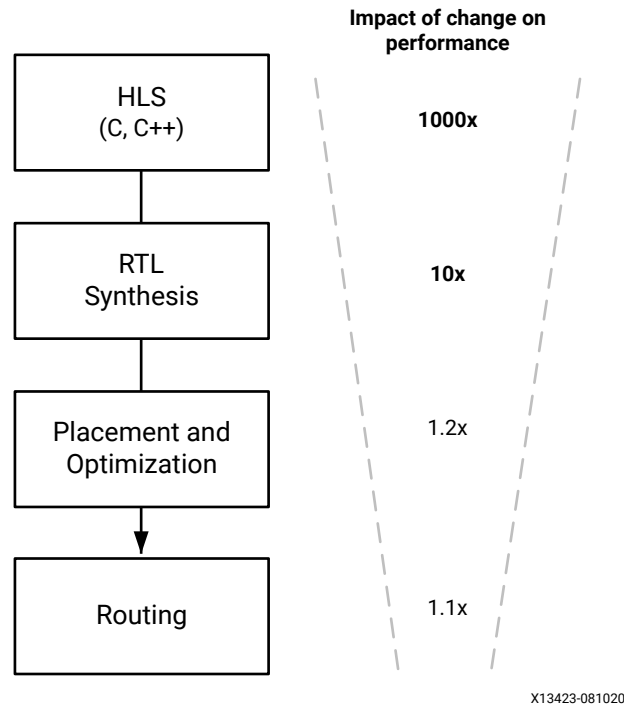 Impact of change on
performance
HLS
(C, C++)
1000x
RTL
Synthesis
10x
Placement and
Optimization
1.2x
Routing
1.1x
X13423-081020